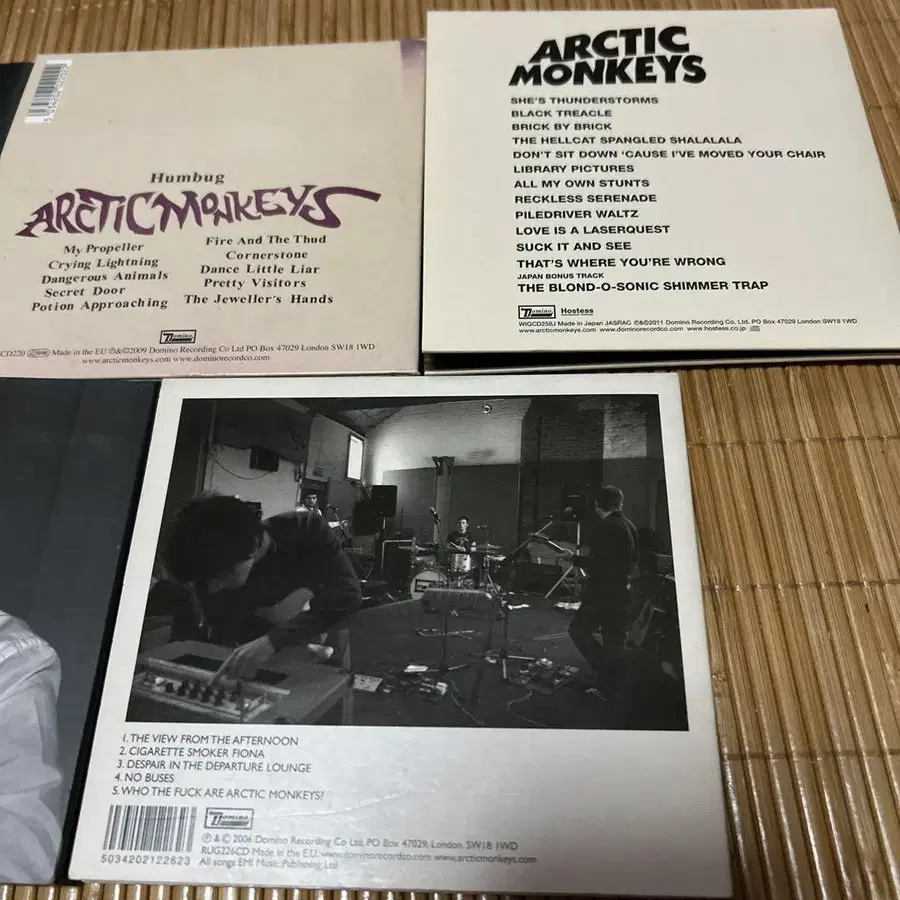 Humbug
ARCTIC MONKEYS
My Propeller
Crying Lightning
Dangerous Animals
Secret Door
Potion Approaching
Fire And The Thud
Cornerstone
Dance Little Liar
Pretty Visitors
The Jeweller's Hands
Domino
CD220 Made in the EU ℗&©2009 Domino Recording Co Ltd PO Box 47029 London SW18 1WD
www.arcticmonkeys.com www.dominorecordco.com
ARCTIC
MONKEYS
SHE'S THUNDERSTORMS
BLACK TREACLE
BRICK BY BRICK
THE HELLCAT SPANGLED SHALALALA
DON'T SIT DOWN 'CAUSE I'VE MOVED YOUR CHAIR
LIBRARY PICTURES
ALL MY OWN STUNTS
RECKLESS SERENADE
PILEDRIVER WALTZ
LOVE IS A LASERQUEST
SUCK IT AND SEE
THAT'S WHERE YOU'RE WRONG
JAPAN BONUS TRACK
THE BLOND-O-SONIC SHIMMER TRAP
Domino Hostess
WIGCD258J Made in Japan JASRAC ℗&©2011 Domino Recording Co Ltd, PO Box 47029 London SW18 1WD
www.arcticmonkeys.com www.dominorecordco.com www.hostess.co.jp
1. THE VIEW FROM THE AFTERNOON
2. CIGARETTE SMOKER FIONA
3. DESPAIR IN THE DEPARTURE LOUNGE
4. NO BUSES
5. WHO THE FUCK ARE ARCTIC MONKEYS?
Domino
5034202122623
℗ & © 2006 Domino Recording Co Ltd. PO Box 47029, London. SW18 1WD
RUG226CD Made in the E.U. www.dominorecordco.com www.arcticmonkeys.com
All songs EMI Music Publishing Ltd